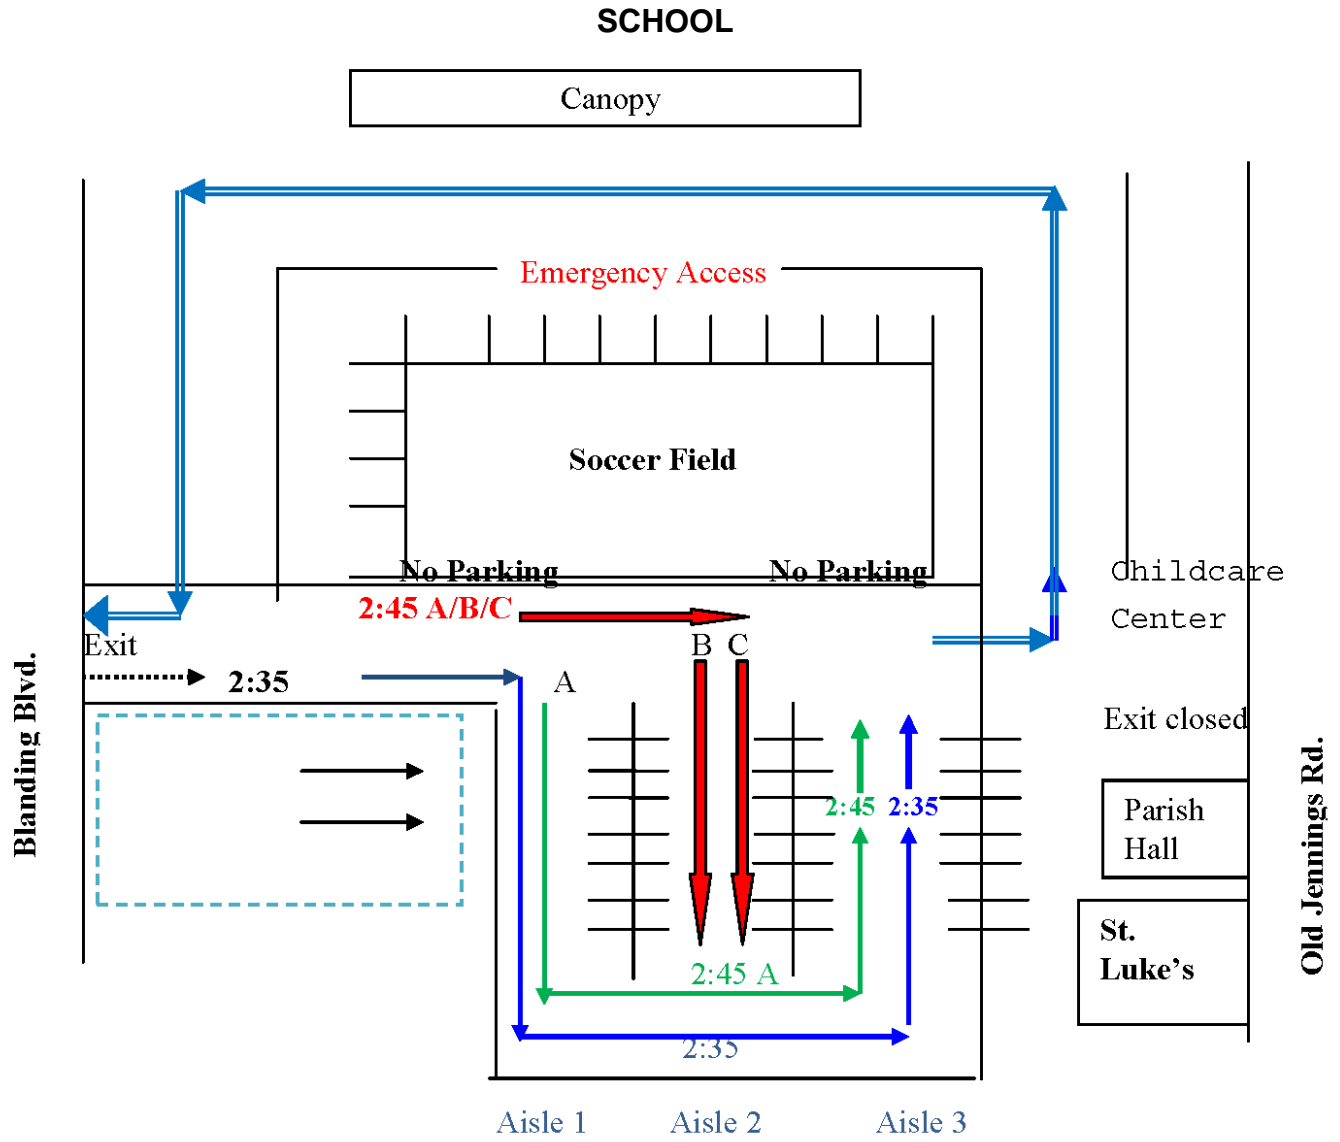 SCHOOL
Canopy
Emergency Access
Soccer Field
No Parking
No Parking
Childcare
Center
2:45 A/B/C
B C
Exit
2:35
A
Exit closed
Blanding Blvd.
Old Jennings Rd.
2:45 2:35
Parish
Hall
St.
Luke's
2:45 A
2:35
Aisle 1 Aisle 2 Aisle 3